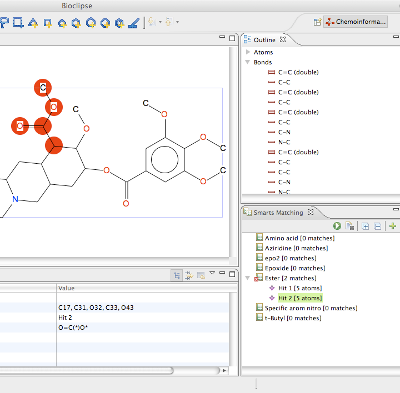 Bioclipse
Chemoinforma...
Outline
Atoms
Bonds
C=C (double)
C-C
C=C (double)
C-C
C=C (double)
C-C
C-N
N-C
C=C (double)
C-C
C-C
C-C
N-C
C
O
O
C
O
C
O
O
C
O
C
O
O
N
Smarts Matching
Amino acid [0 matches]
Aziridine [0 matches]
epo2 [0 matches]
Epoxide [0 matches]
Ester [2 matches]
Hit 1 [5 atoms]
Hit 2 [5 atoms]
Specific arom nitro [0 matches]
t-Butyl [0 matches]
Value
C17, C31, O32, C33, O43
Hit 2
O=C(*)O*